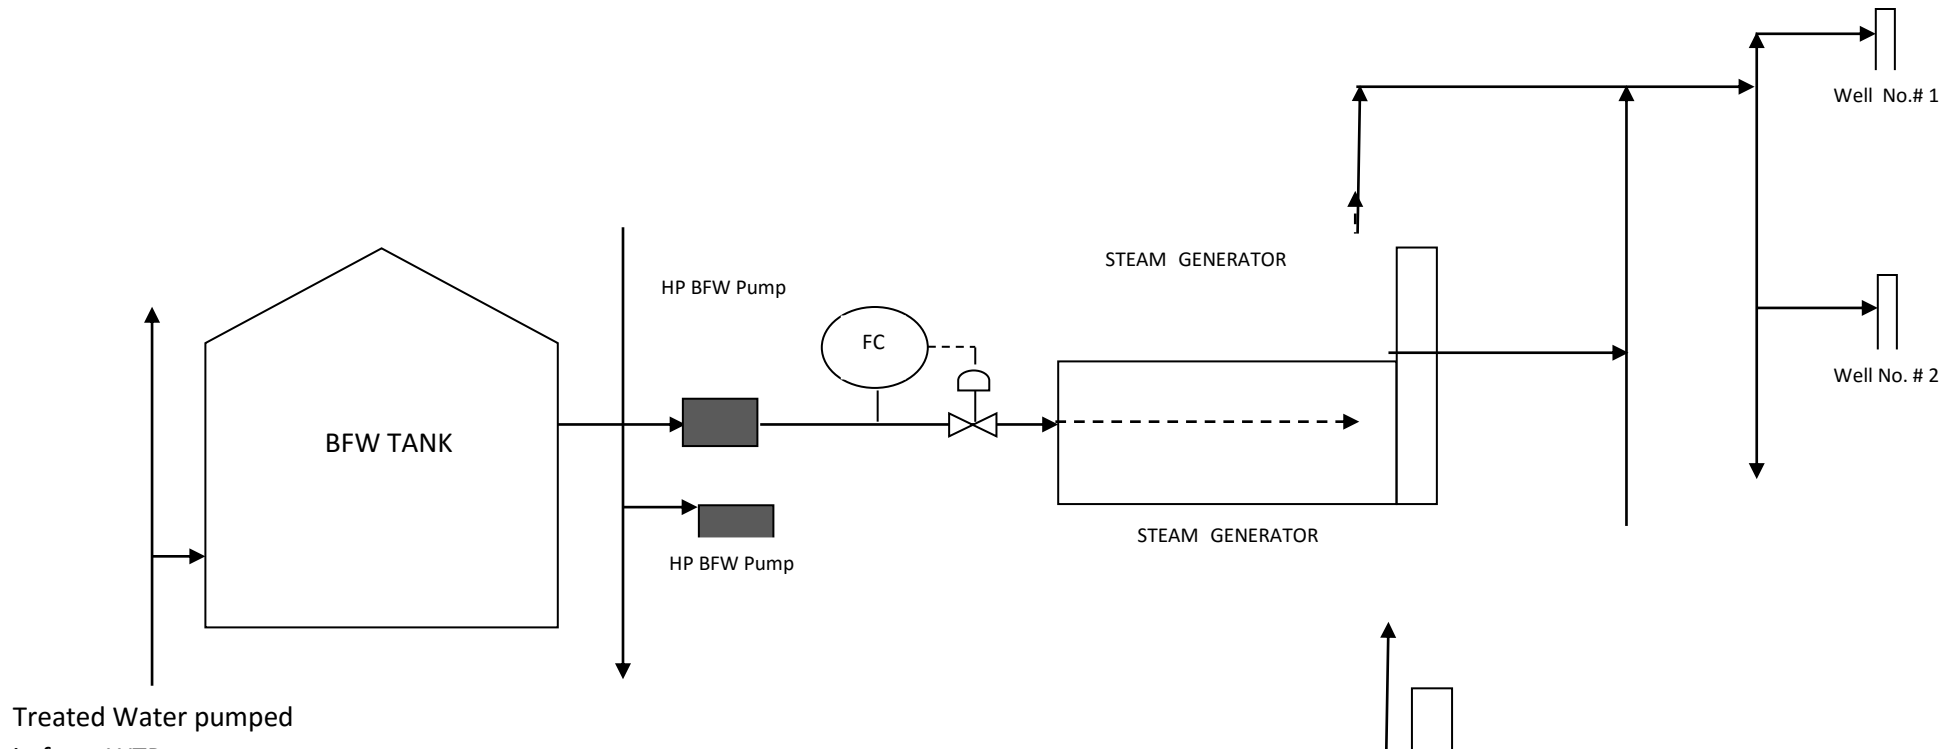 Well No.# 1
STEAM GENERATOR
HP BFW Pump
FC
Well No. # 2
BFW TANK
STEAM GENERATOR
HP BFW Pump
Treated Water pumped